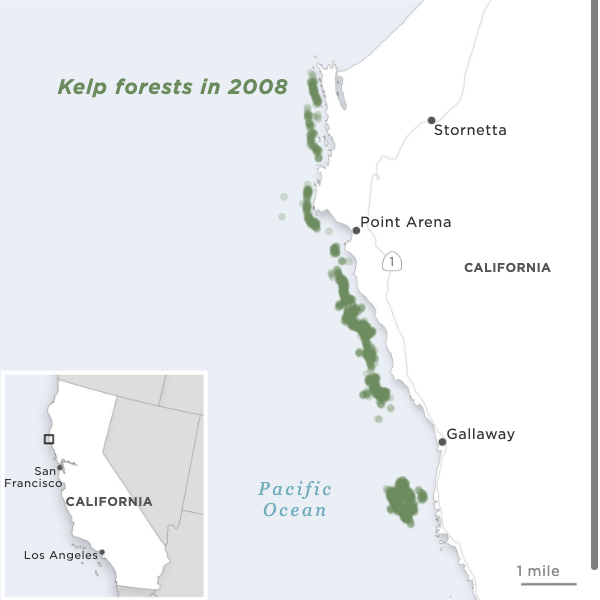 Kelp forests in 2008
Stornetta
Point Arena
1
CALIFORNIA
Gallaway
Pacific
Ocean
San
Francisco
CALIFORNIA
Los Angeles
1 mile